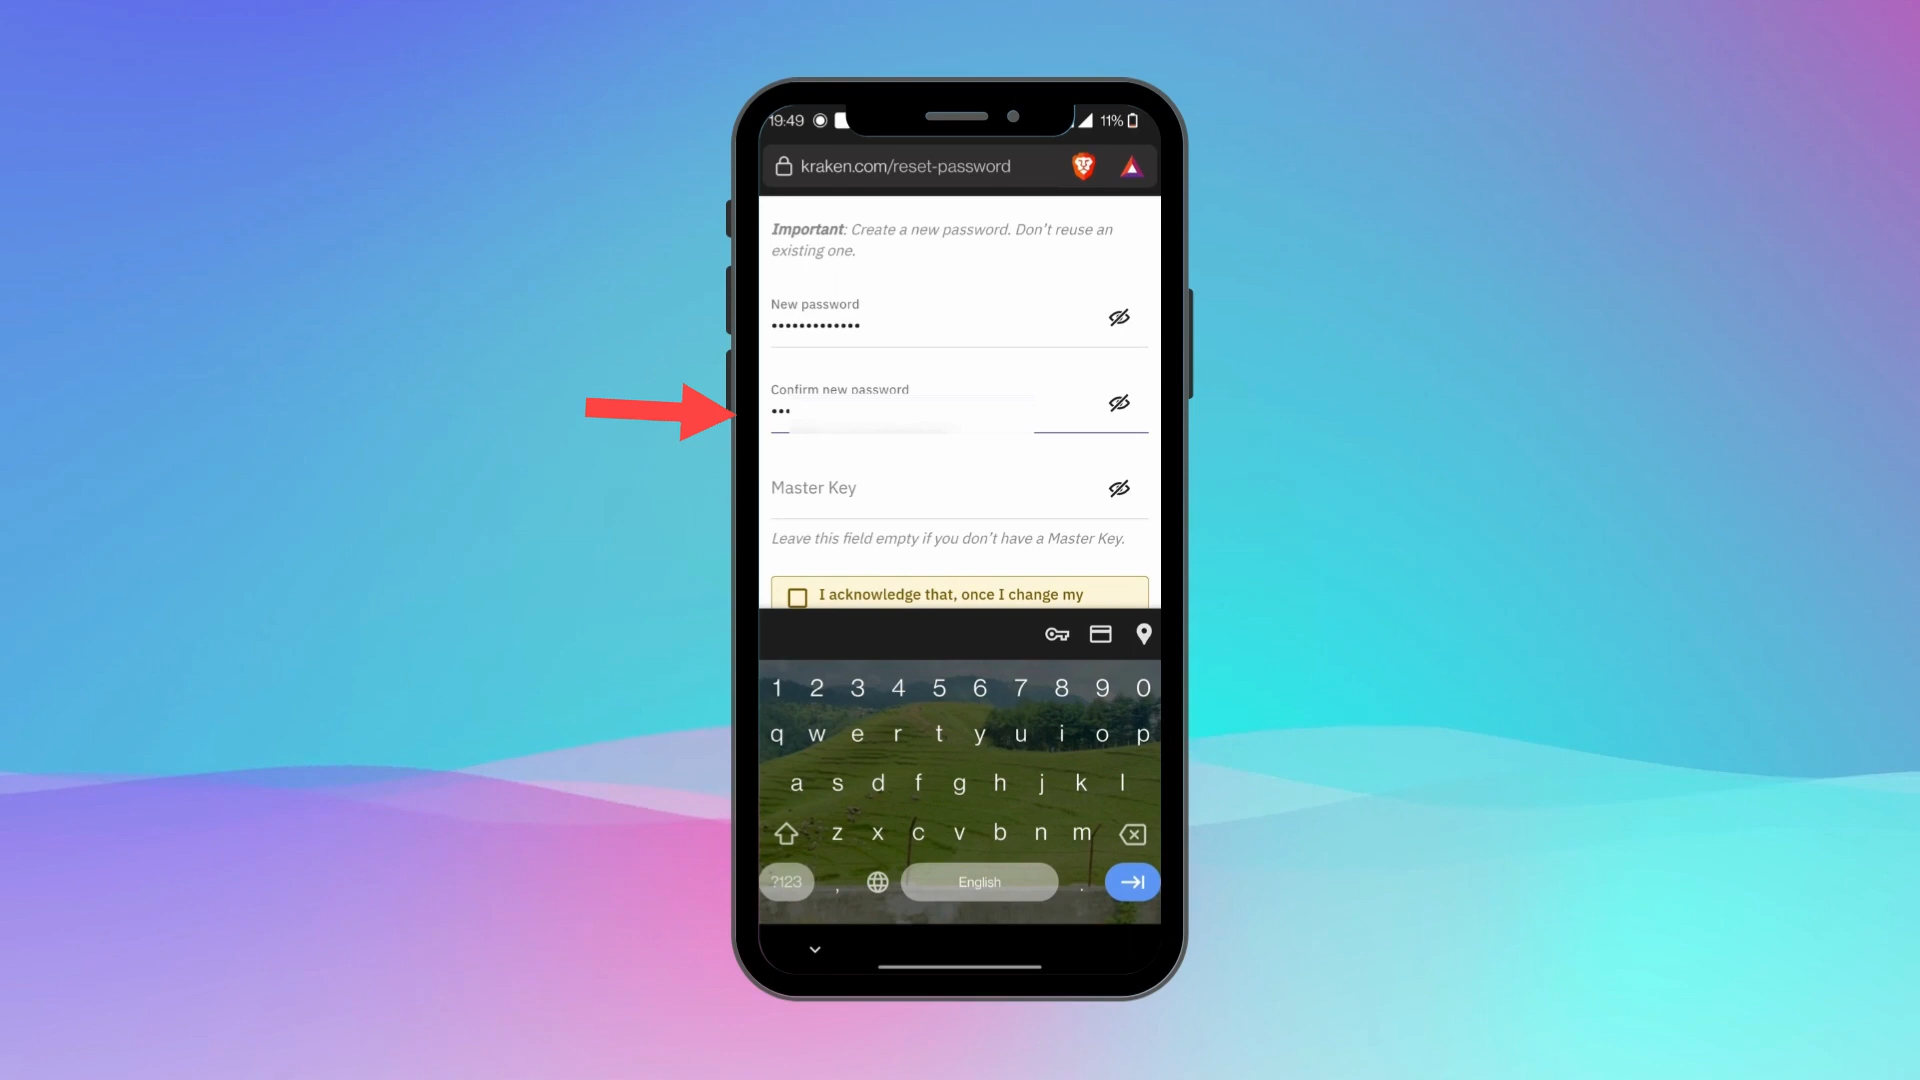 19:49
11%
kraken.com/reset-password
Important: Create a new password. Don't reuse an
existing one.
New password
•••••••••••••
Confirm new password
•••
Master Key
Leave this field empty if you don't have a Master Key.
I acknowledge that, once I change my
1 2 3 4 5 6 7 8 9 0
q w e r t y u i o p
a s d f g h j k l
z x c v b n m
?123 , English .